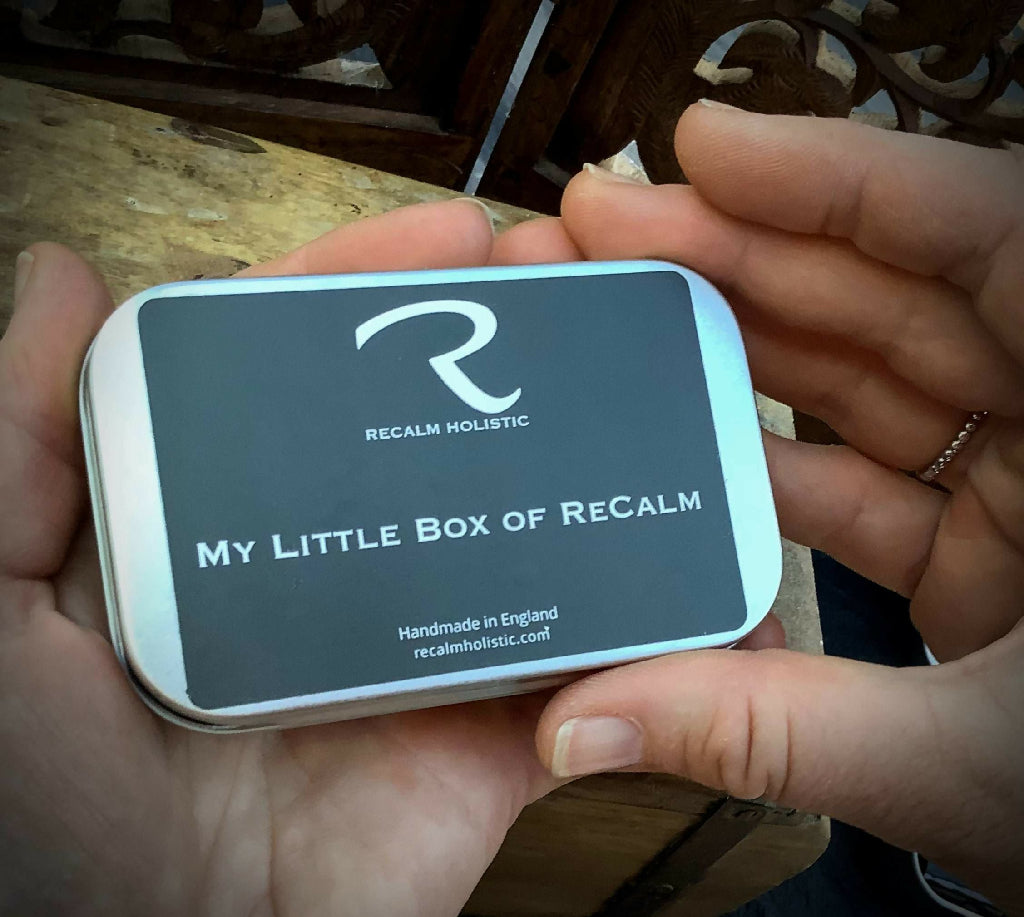 R
RECALM HOLISTIC
MY LITTLE BOX OF RECALM
Handmade in England
recalmholistic.com